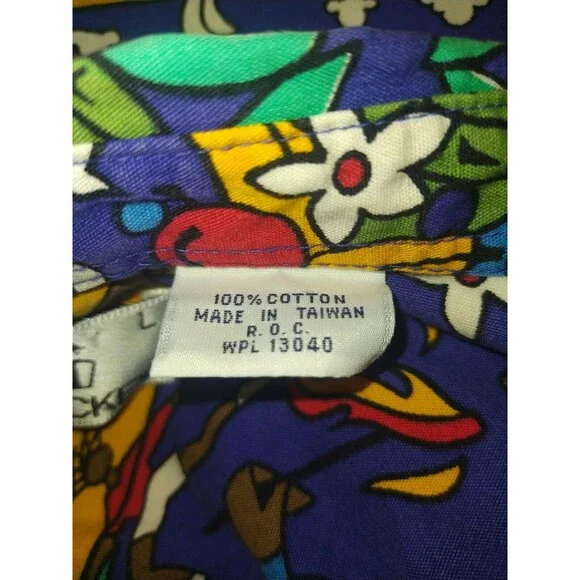 100% COTTON
MADE IN TAIWAN
R. O. C.
WPL 13040
L